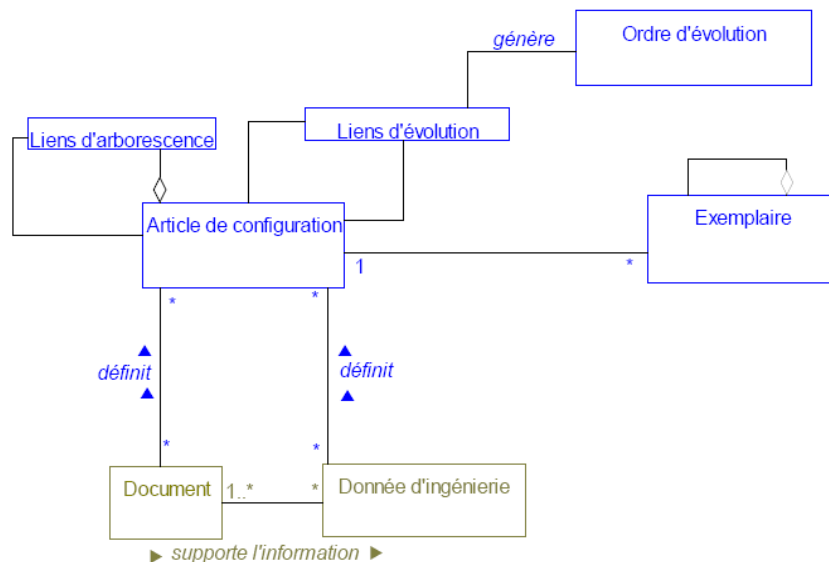 génère
Ordre d'évolution
Liens d'arborescence
Liens d'évolution
Article de configuration
Exemplaire
1
*
*
*
définit
définit
*
*
Document
1..*
*
Donnée d'ingénierie
supporte l'information